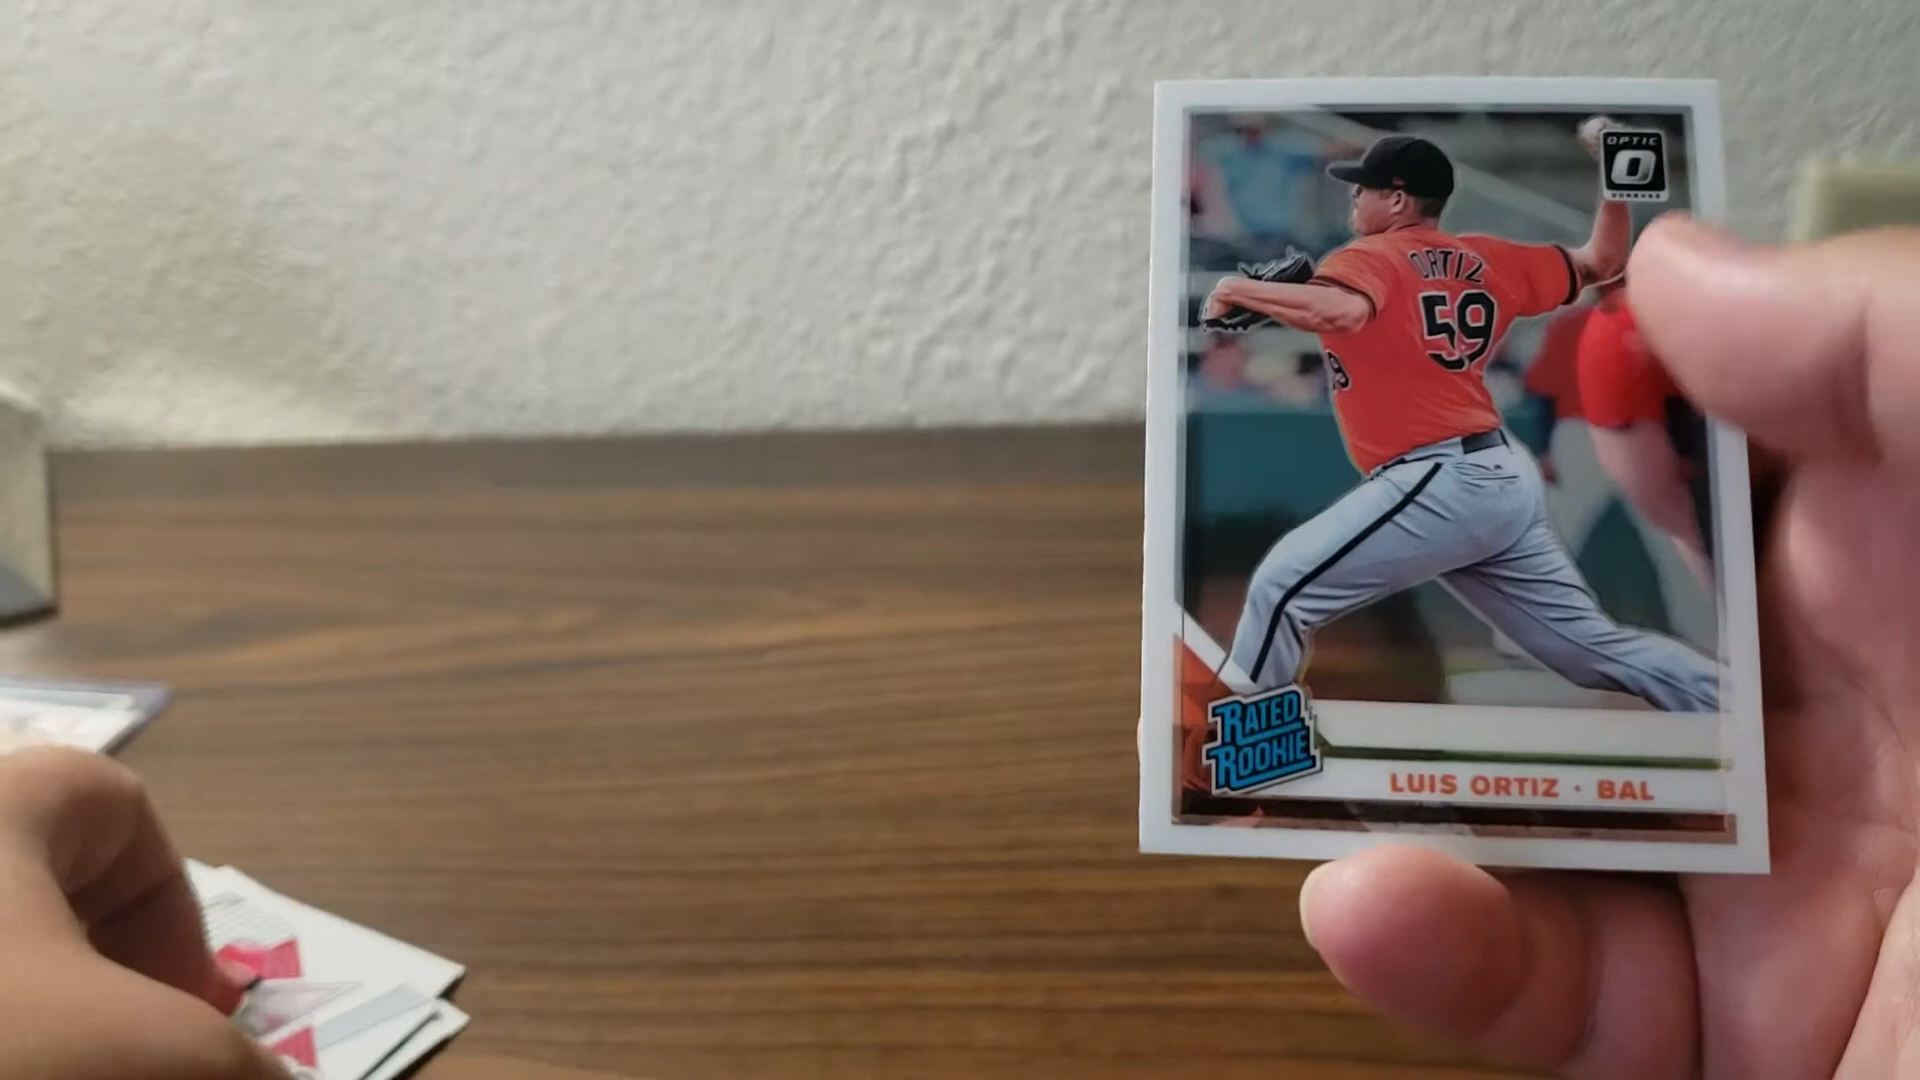 OPTIC
O
DONRUSS
ORTIZ
59
RATED
ROOKIE
LUIS ORTIZ · BAL